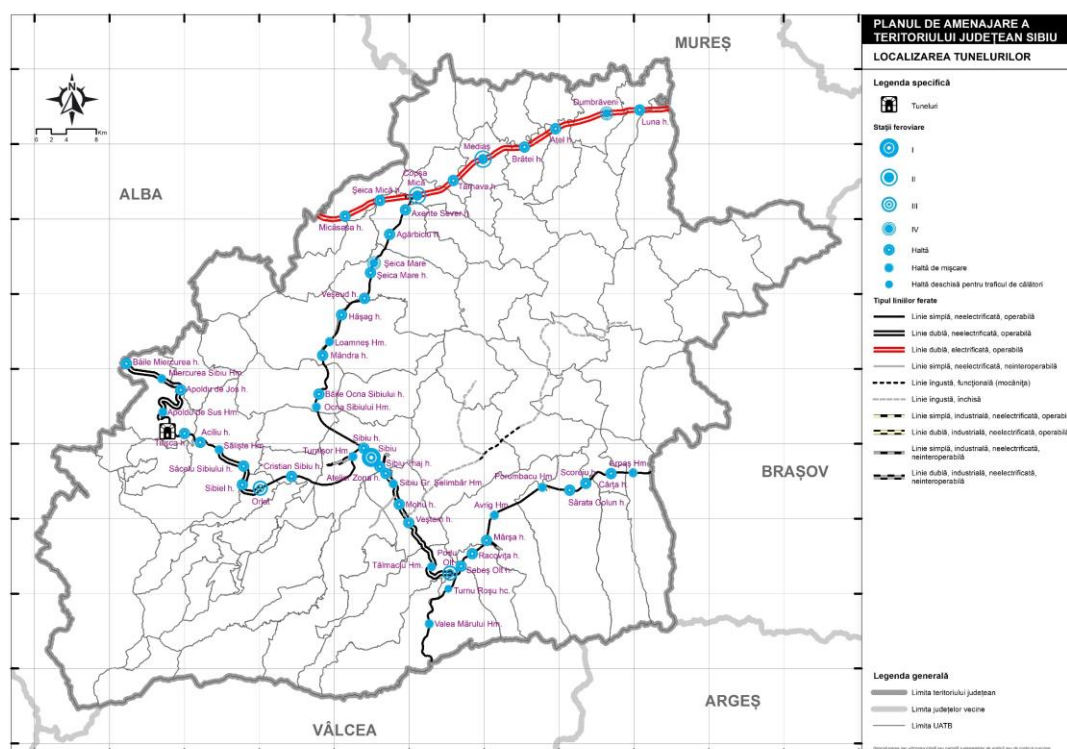 PLANUL DE AMENAJARE A
TERITORIULUI JUDEȚEAN SIBIU
LOCALIZAREA TUNELURILOR
Legenda specifică
Tuneluri
Stații feroviare
I
II
III
IV
Haltă
Haltă de mișcare
Haltă deschisă pentru traficul de călători
Tipul liniilor ferate
Linie simplă, neelectrificată, operabilă
Linie dublă, neelectrificată, operabilă
Linie dublă, electrificată, operabilă
Linie simplă, neelectrificată, neinteroperabilă
Linie îngustă, funcțională (mocănița)
Linie îngustă, închisă
Linie simplă, industrială, neelectrificată, operabilă
Linie dublă, industrială, neelectrificată, operabilă
Linie simplă, industrială, neelectrificată,
neinteroperabilă
Linie dublă, industrială, neelectrificată,
neinteroperabilă
Legenda generală
Limita teritoriului județean
Limita județelor vecine
Limita UATB
N
0 2 4 8
Km
MUREȘ
ALBA
BRAȘOV
ARGEȘ
VÂLCEA
Dumbrăveni
Luna h.
Ațel h.
Brătei h.
Mediaș
Târnava h.
Copșa
Mică
Șeica Mică h.
Micăsasa h.
Axente Sever h.
Agârbiciu h.
Șeica Mare
Șeica Mare h.
Veseud h.
Hășag h.
Loamneș Hm.
Mândra h.
Băile Ocna Sibiului h.
Ocna Sibiului Hm.
Băile Miercurea h.
Miercurea Sibiu Hm.
Apoldu de Jos h.
Apoldu de Sus Hm.
Aciliu h.
Săliște Hm.
Săcelu Sibiului h.
Sibiel h.
Orlat
Cristian Sibiu h.
Turnișor Hm.
Sibiu h.
Sibiu
Sibiu Triaj h.
Atelier Zona h.
Sibiu Gr. Șelimbăr Hm.
Mohu h.
Veștem h.
Tălmaciu Hm.
Podu
Olt
Sebeș Olt h.
Racovița h.
Mârșa h.
Avrig Hm.
Porumbacu Hm.
Scoreiu h.
Sărata Colun h.
Cârța h.
Arpaș Hm.
Turnu Roșu hc.
Valea Mărului Hm.